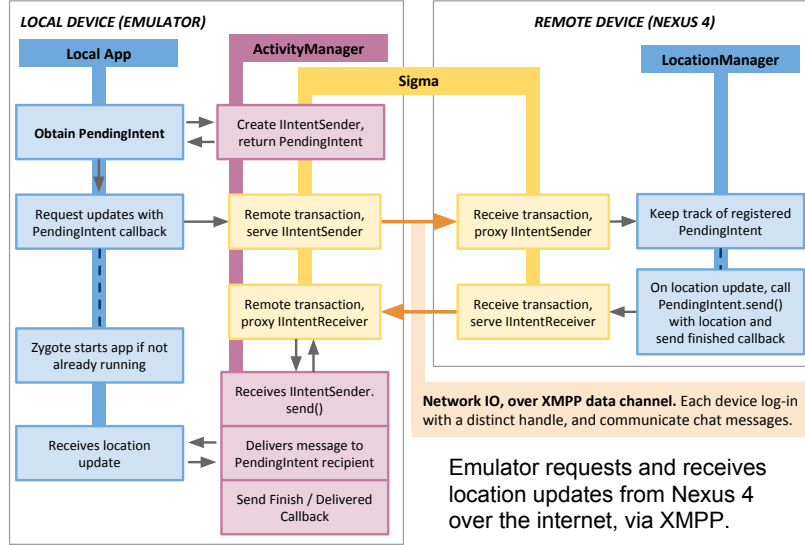 LOCAL DEVICE (EMULATOR)
REMOTE DEVICE (NEXUS 4)
Local App
ActivityManager
LocationManager
Sigma
Obtain PendingIntent
Create IIntentSender,
return PendingIntent
Request updates with
PendingIntent callback
Remote transaction,
serve IIntentSender
Receive transaction,
proxy IIntentSender
Keep track of registered
PendingIntent
Remote transaction,
proxy IIntentReceiver
Receive transaction,
serve IIntentReceiver
On location update, call
PendingIntent.send()
with location and
send finished callback
Zygote starts app if not
already running
Receives IIntentSender.
send()
Network IO, over XMPP data channel. Each device log-in
with a distinct handle, and communicate chat messages.
Receives location
update
Delivers message to
PendingIntent recipient
Send Finish / Delivered
Callback
Emulator requests and receives
location updates from Nexus 4
over the internet, via XMPP.